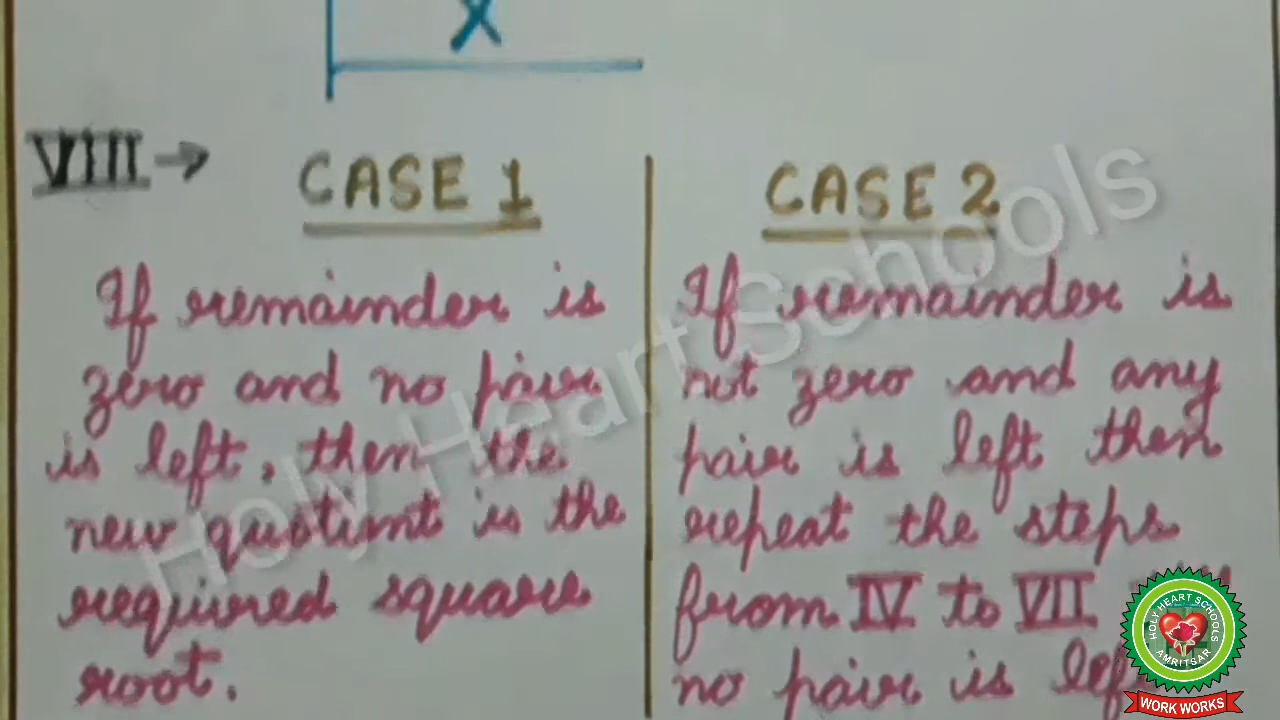 X
VIII →
CASE 1
If remainder is
zero and no pair
is left, then the
new quotient is the
required square
root.
CASE 2
If remainder is
not zero and any
pair is left then
repeat the steps
from IV to VII
no pair is left
Holy Heart Schools
HOLY HEART SCHOOLS
AMRITSAR
WORK WORKS